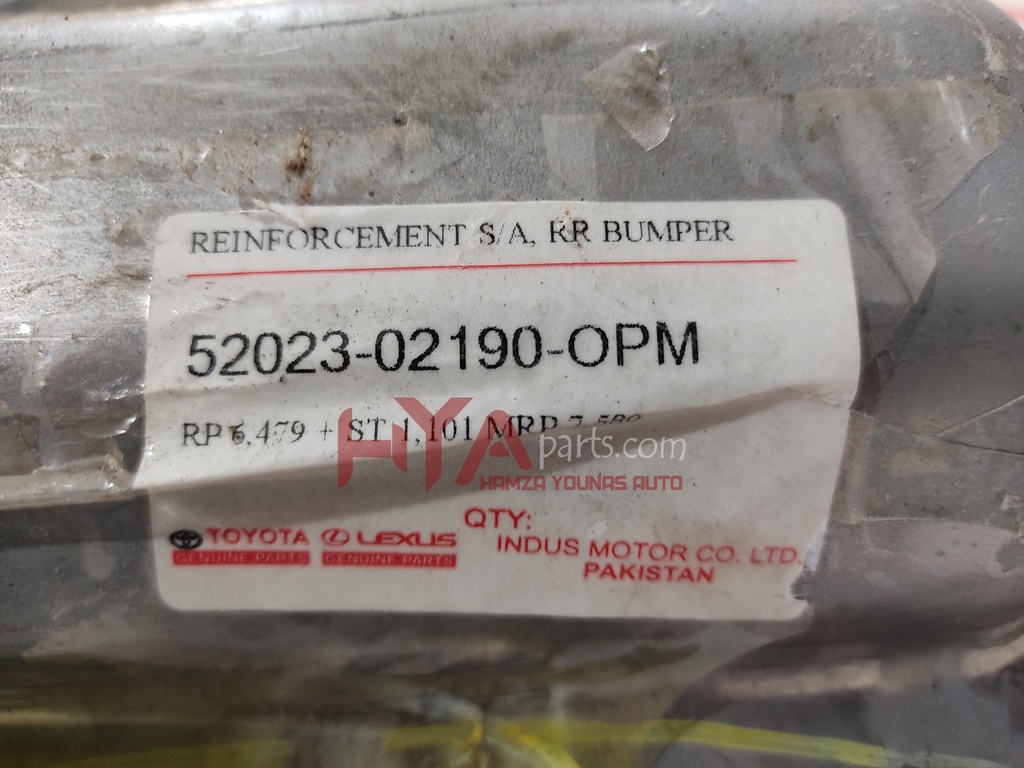 REINFORCEMENT S/A, RR BUMPER
52023-02190-OPM
RP 6,479 + ST 1,101 MRP
HYAparts.com
HAMZA YOUNAS AUTO
QTY:
TOYOTA LEXUS
GENUINE PARTS GENUINE PARTS
INDUS MOTOR CO. LTD.
PAKISTAN